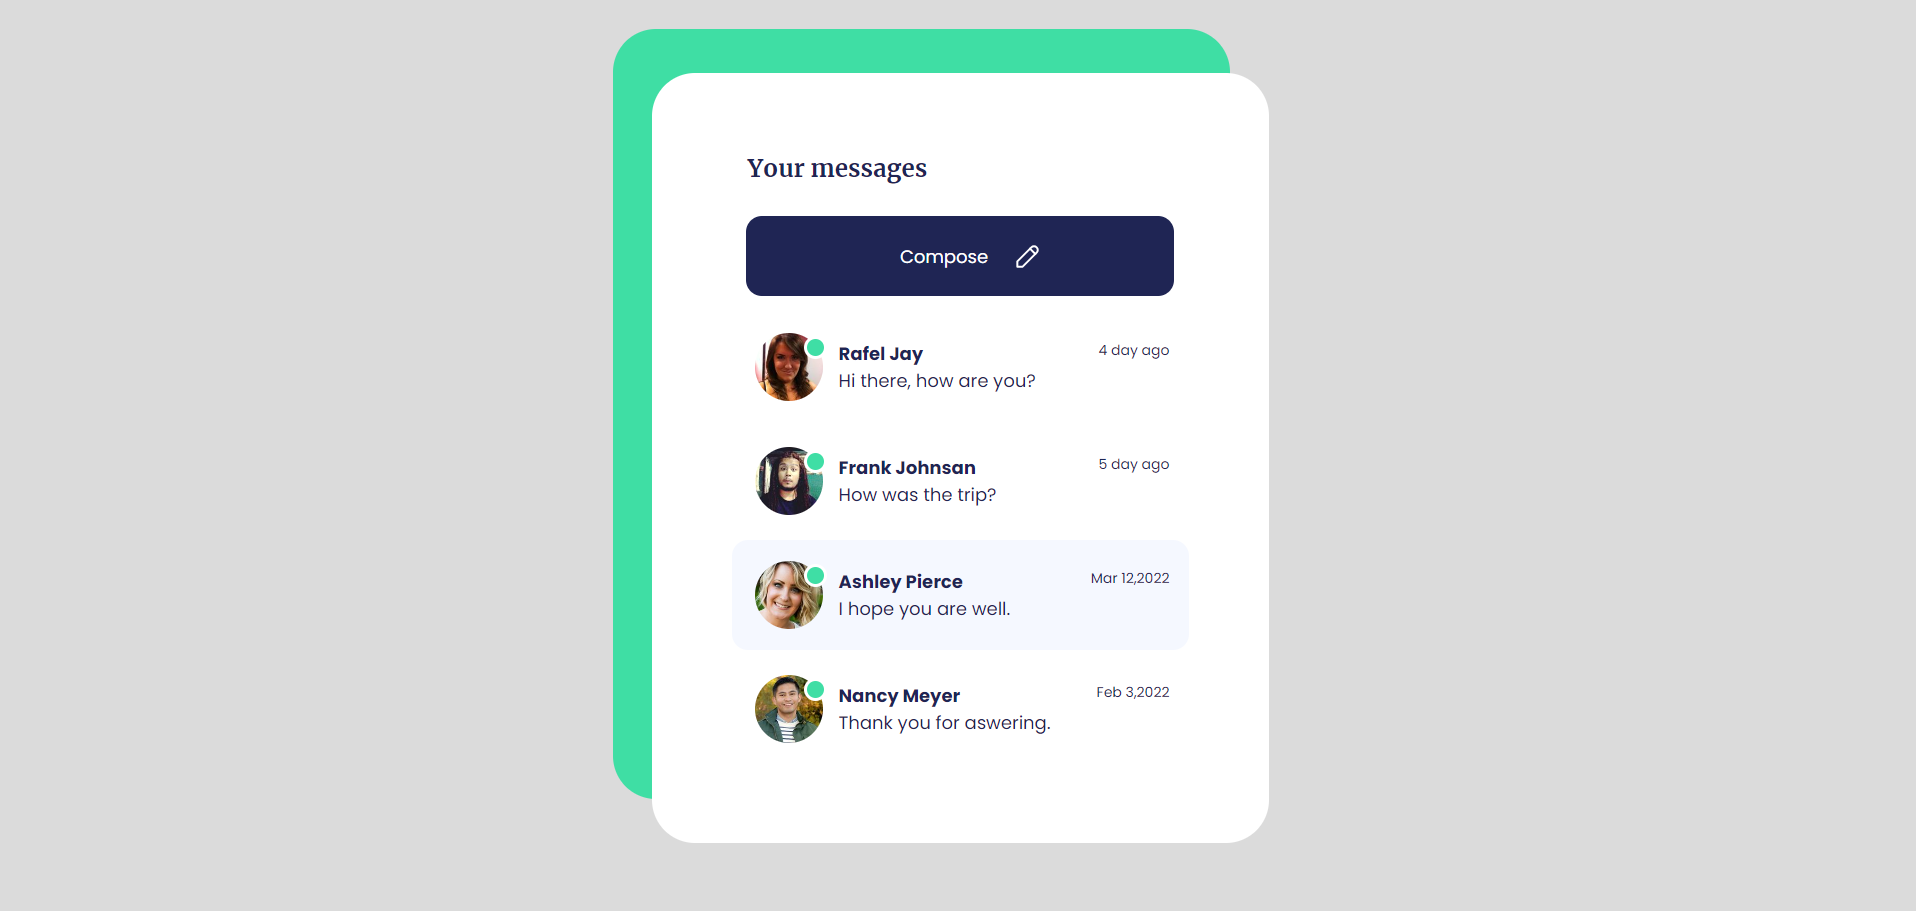 Your messages
Compose
Rafel Jay
4 day ago
Hi there, how are you?
Frank Johnsan
5 day ago
How was the trip?
Ashley Pierce
Mar 12,2022
I hope you are well.
Nancy Meyer
Feb 3,2022
Thank you for aswering.